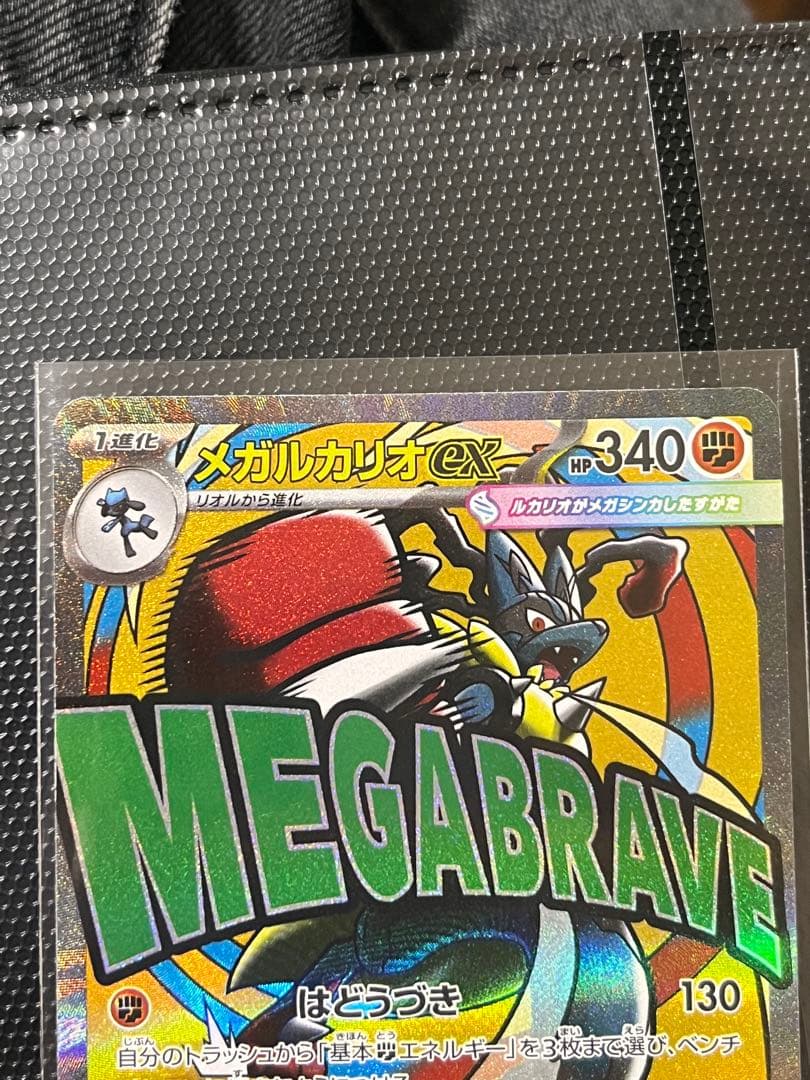 1進化
メガルカリオex
HP340
リオルから進化
ルカリオがメガシンカしたすがた
MEGABRAVE
はどうづき 130
自分のトラッシュから「基本闘エネルギー」を3枚まで選び、ベンチ